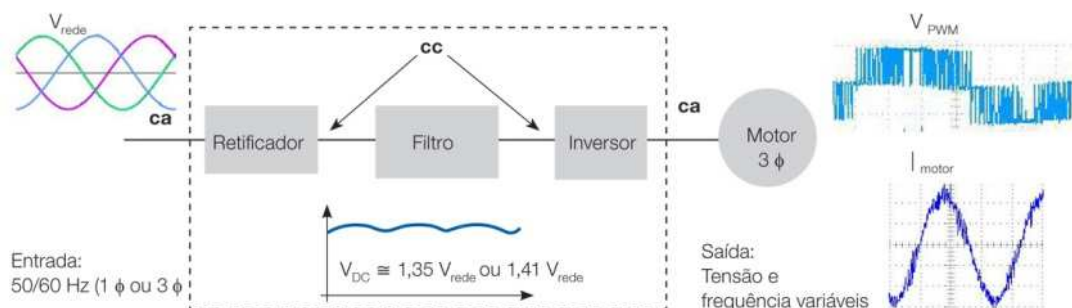 V rede
ca
cc
Retificador
Filtro
Inversor
ca
Motor
3 ϕ
V PWM
I motor
V DC ≅ 1,35 V rede ou 1,41 V rede
Entrada:
50/60 Hz (1 ϕ ou 3 ϕ
Saída:
Tensão e
frequência variáveis